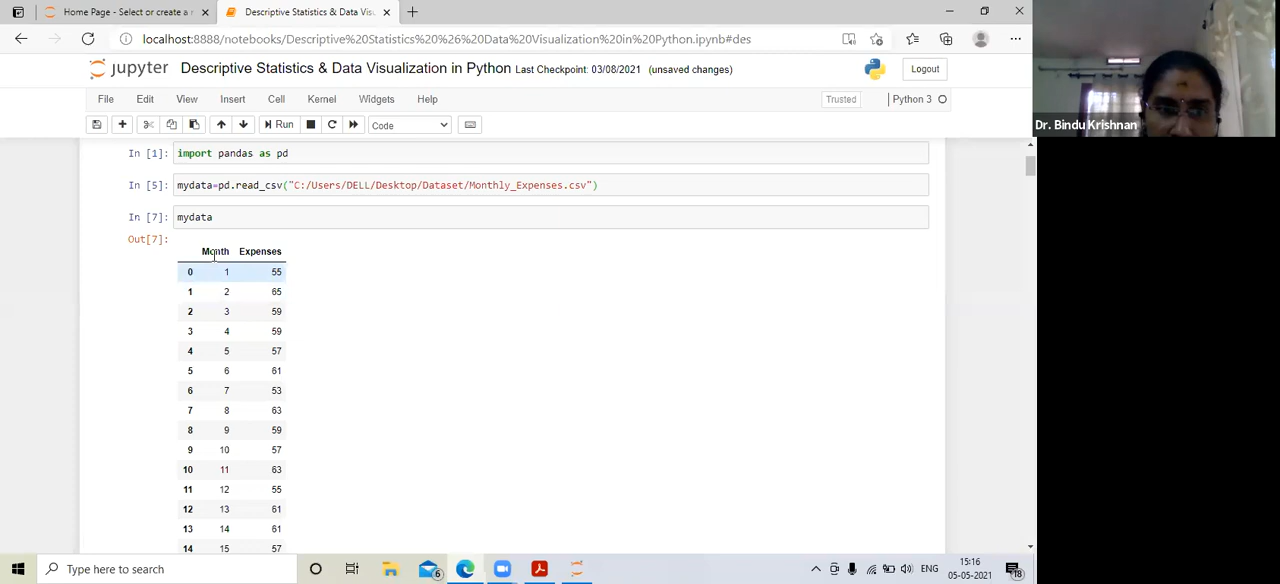 Home Page - Select or create a n
Descriptive Statistics & Data Visu
localhost:8888/notebooks/Descriptive%20Statistics%20%26%20Data%20Visualization%20in%20Python.ipynb#des
jupyter Descriptive Statistics & Data Visualization in Python Last Checkpoint: 03/08/2021 (unsaved changes) Logout
File Edit View Insert Cell Kernel Widgets Help Trusted Python 3
Run Code
In [1]: import pandas as pd
In [5]: mydata=pd.read_csv("C:/Users/DELL/Desktop/Dataset/Monthly_Expenses.csv")
In [7]: mydata
Out[7]:
Month Expenses
0 1 55
1 2 65
2 3 59
3 4 59
4 5 57
5 6 61
6 7 53
7 8 63
8 9 59
9 10 57
10 11 63
11 12 55
12 13 61
13 14 61
14 15 57
Dr. Bindu Krishnan
Type here to search
6
ENG
15:16
05-05-2021
18